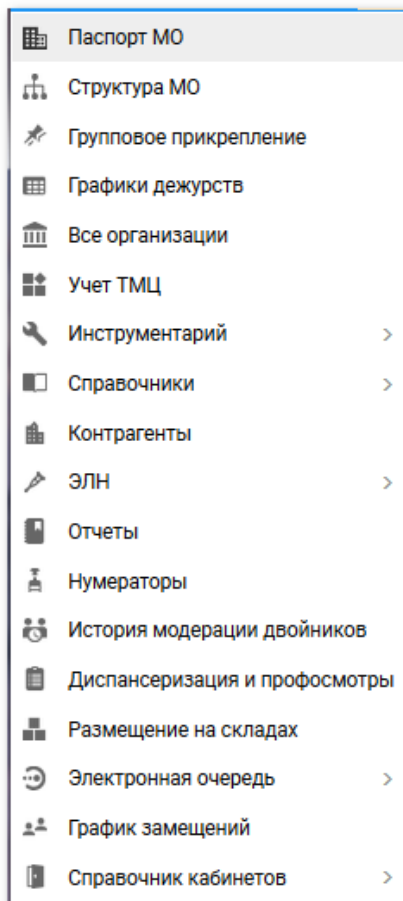 Паспорт МО
Структура МО
Групповое прикрепление
Графики дежурств
Все организации
Учет ТМЦ
Инструментарий
Справочники
Контрагенты
ЭЛН
Отчеты
Нумераторы
История модерации двойников
Диспансеризация и профосмотры
Размещение на складах
Электронная очередь
График замещений
Справочник кабинетов